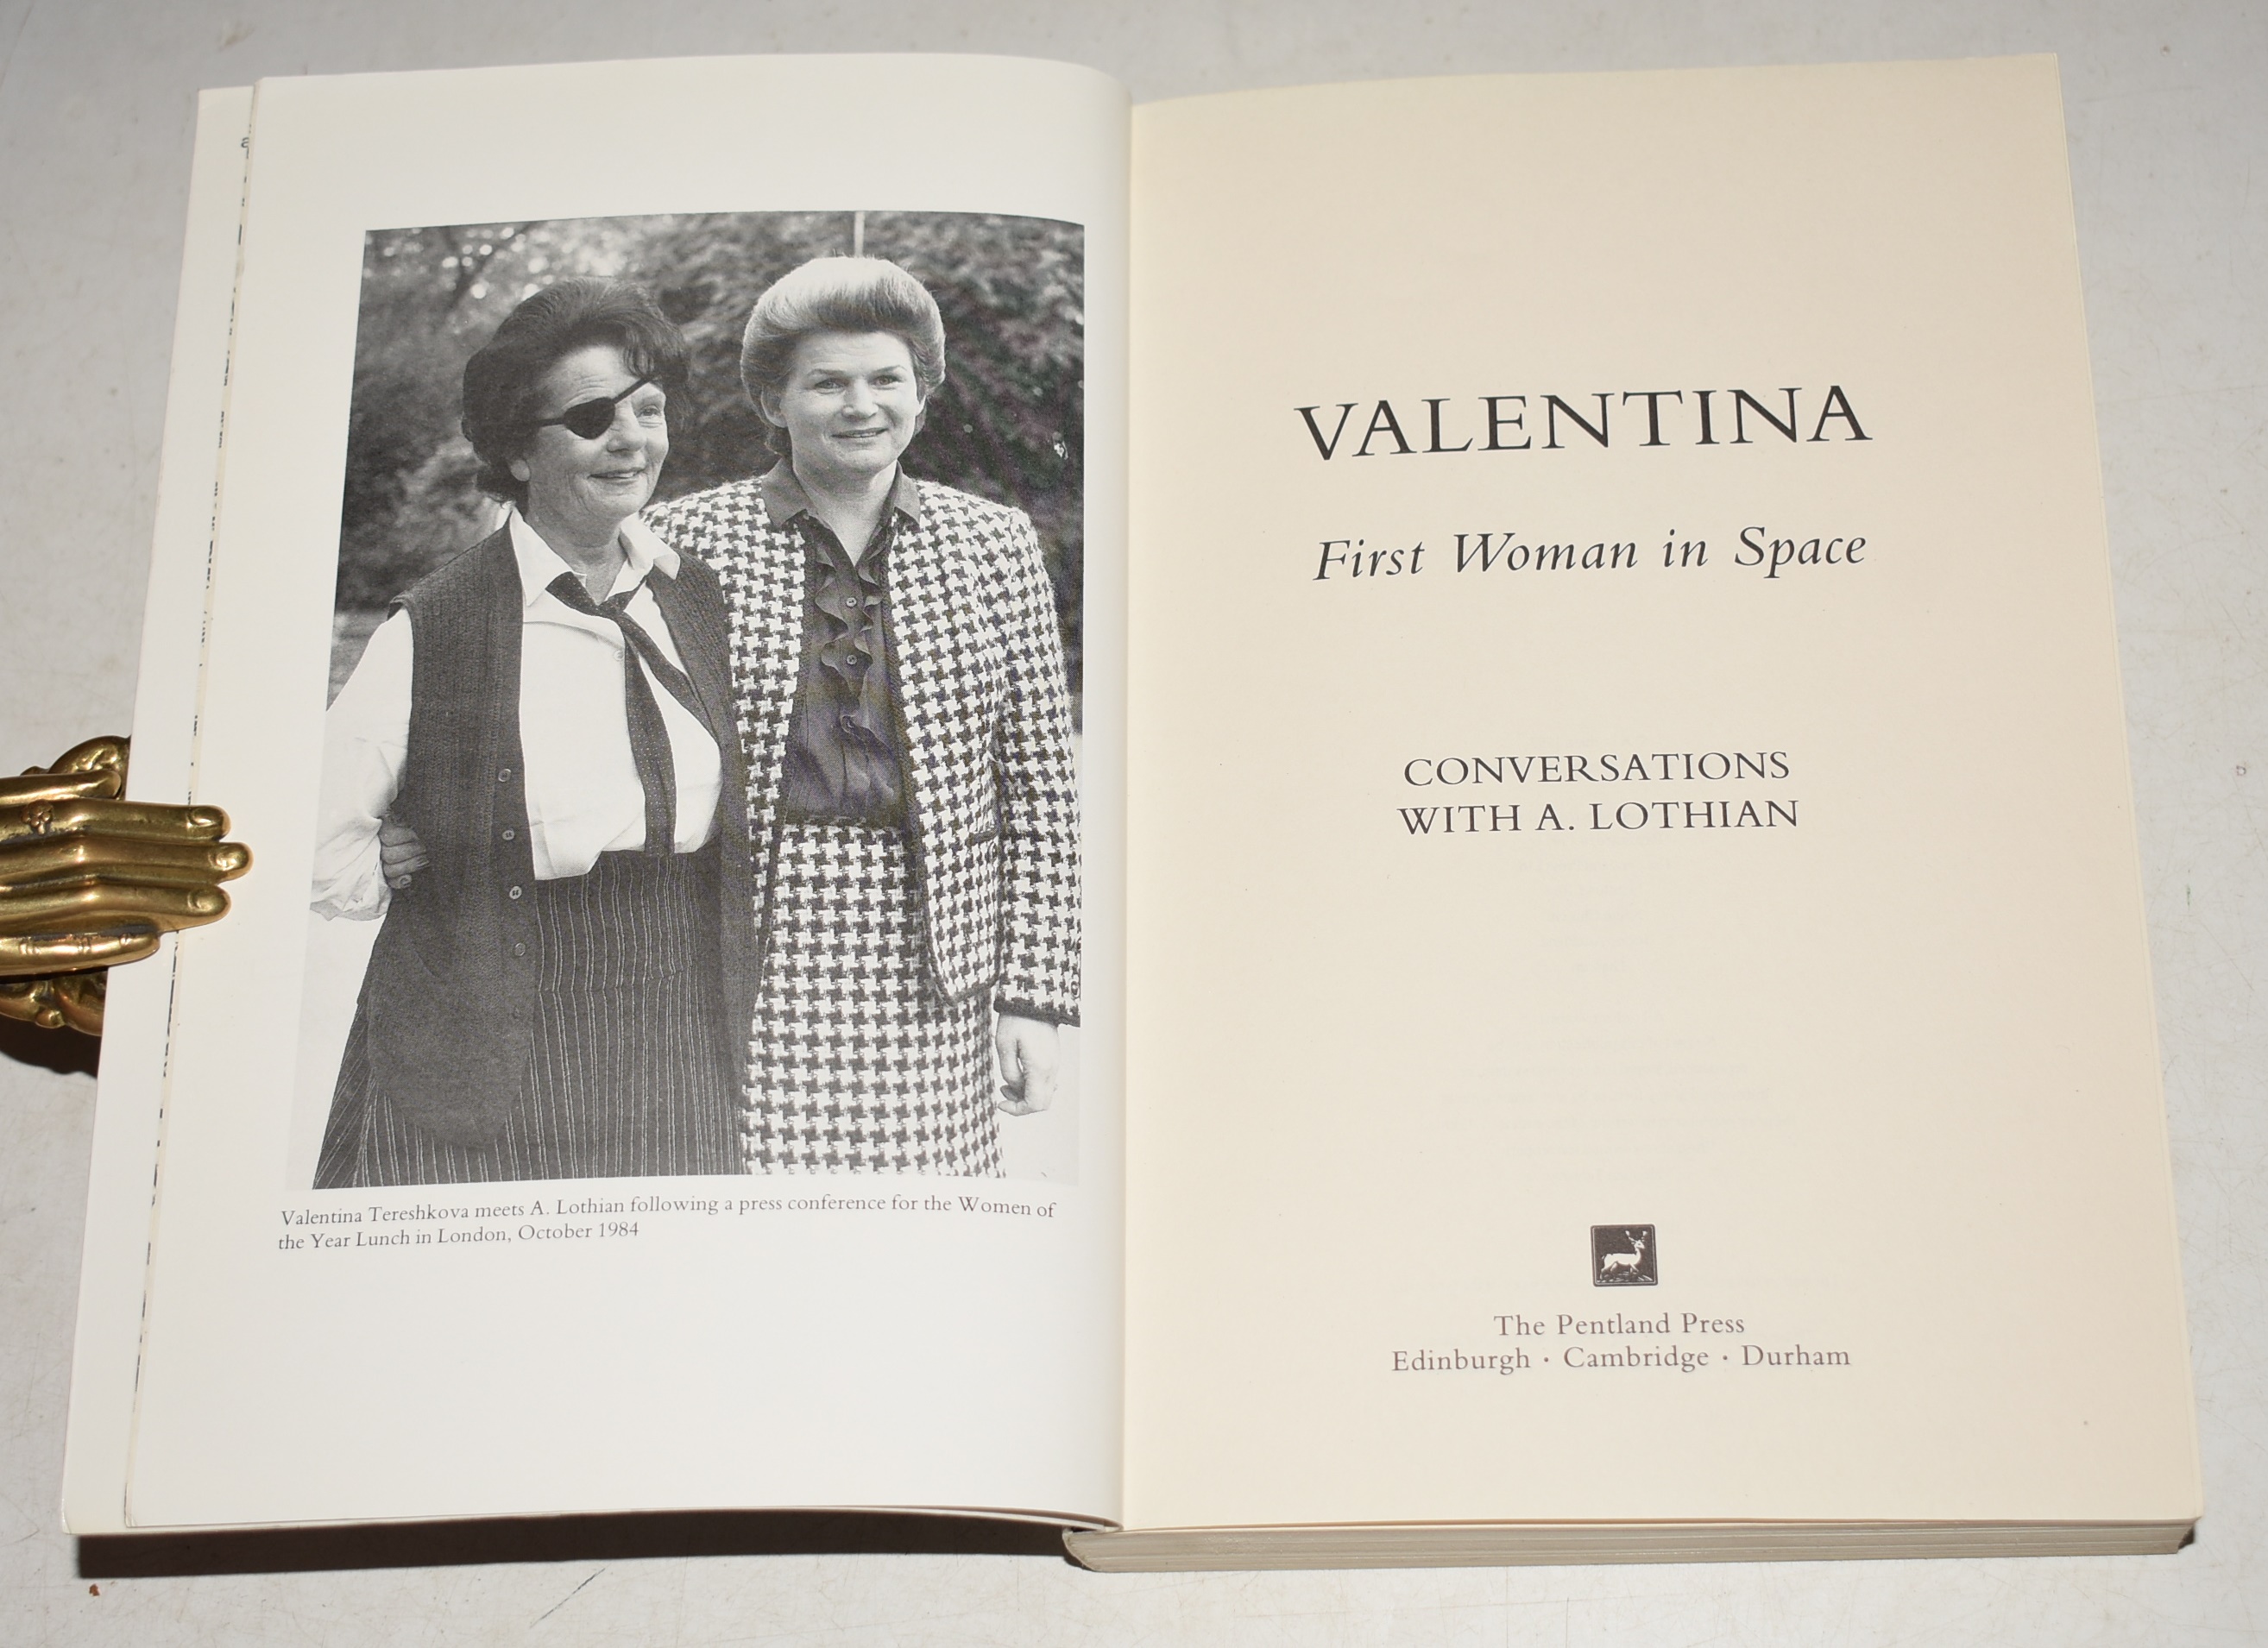 Valentina Tereshkova meets A. Lothian following a press conference for the Women of
the Year Lunch in London, October 1984
VALENTINA
First Woman in Space
CONVERSATIONS
WITH A. LOTHIAN
The Pentland Press
Edinburgh · Cambridge · Durham